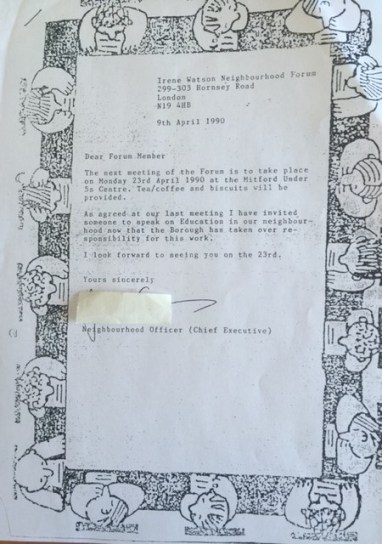 Irene Watson Neighbourhood Forum
299-303 Hornsey Road
London
N19 4HB
9th April 1990
Dear Forum Member
The next meeting of the Forum is to take place
on Monday 23rd April 1990 at the Mitford Under
5s Centre. Tea/coffee and biscuits will be
provided.
As agreed at our last meeting I have invited
someone to speak on Education in our neighbour-
hood now that the Borough has taken over re-
sponsibility for this work.
I look forward to seeing you on the 23rd.
Yours sincerely
Neighbourhood Officer (Chief Executive)